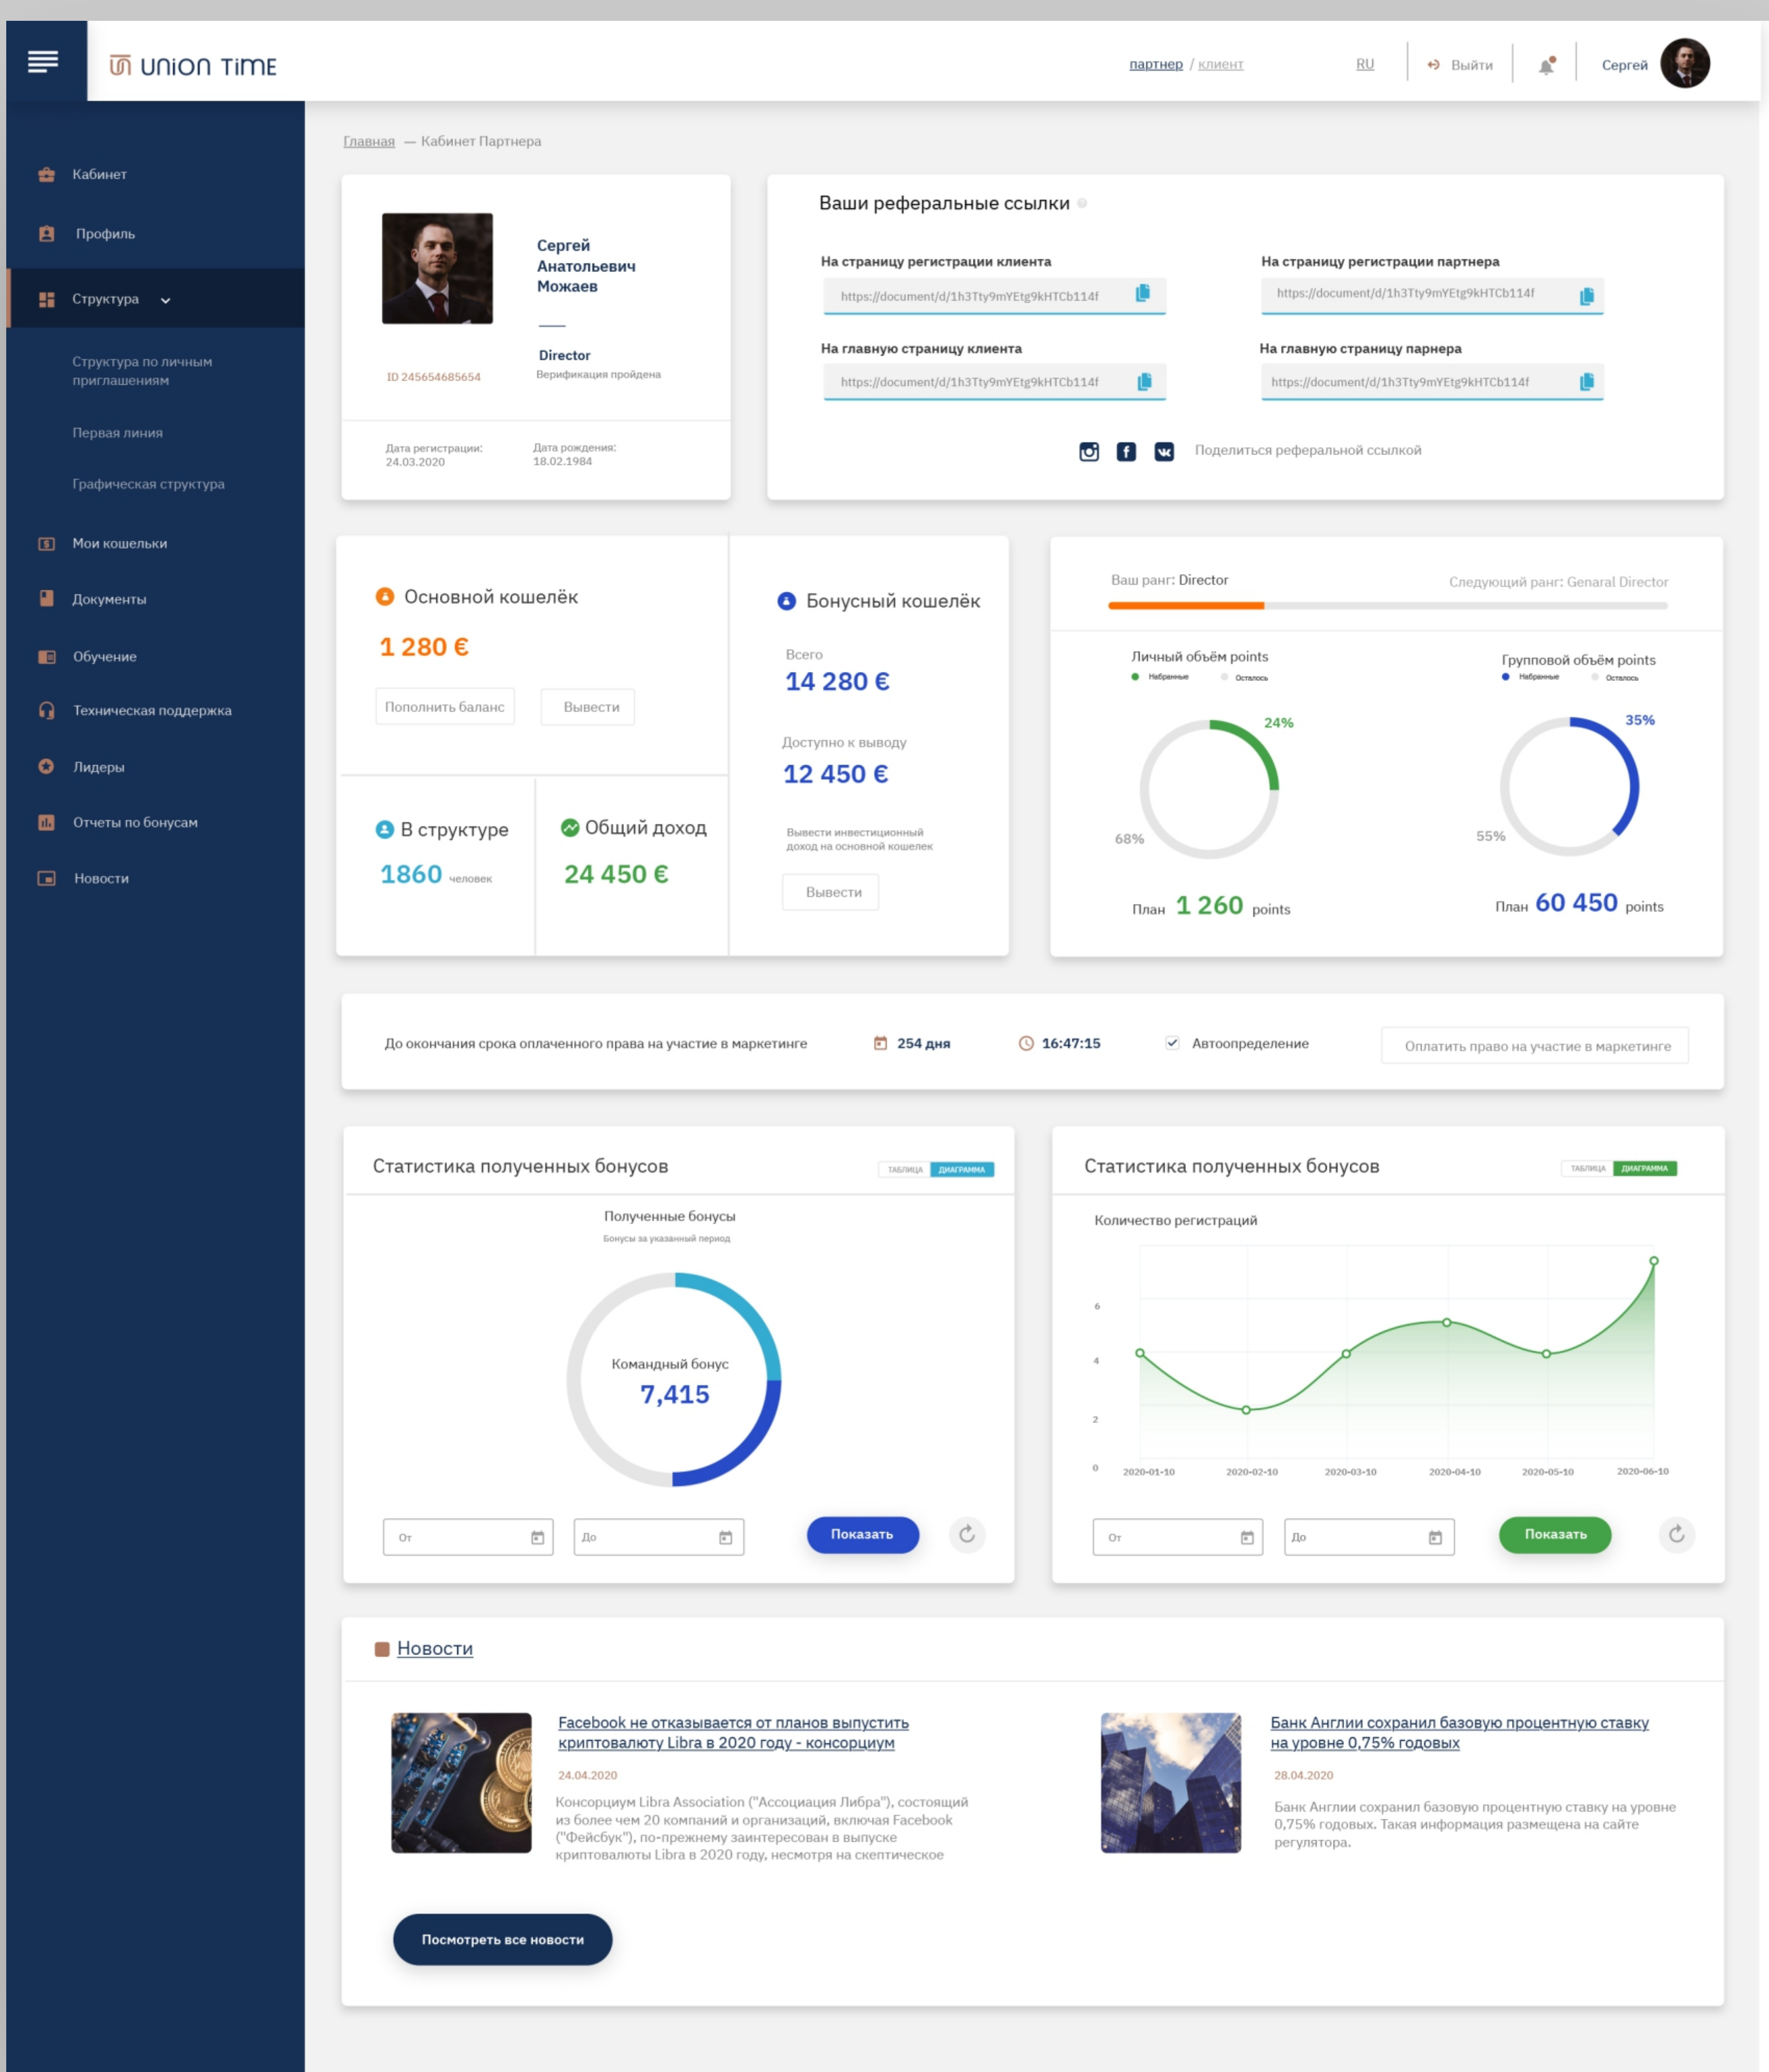 UNION TIME
партнер / клиент
RU
Выйти
Сергей
Кабинет
Профиль
Структура
Структура по личным
приглашениям
Первая линия
Графическая структура
Мои кошельки
Документы
Обучение
Техническая поддержка
Лидеры
Отчеты по бонусам
Новости
Главная — Кабинет Партнера
Сергей
Анатольевич
Можаев
Director
Верификация пройдена
ID 245654685654
Дата регистрации:
24.03.2020
Дата рождения:
18.02.1984
Ваши реферальные ссылки ?
На страницу регистрации клиента
https://document/d/1h3Tty9mYEtg9kHTCb114f
На страницу регистрации партнера
https://document/d/1h3Tty9mYEtg9kHTCb114f
На главную страницу клиента
https://document/d/1h3Tty9mYEtg9kHTCb114f
На главную страницу парнера
https://document/d/1h3Tty9mYEtg9kHTCb114f
Поделиться реферальной ссылкой
Основной кошелёк
1 280 €
Пополнить баланс
Вывести
В структуре
1860 человек
Общий доход
24 450 €
Бонусный кошелёк
Всего
14 280 €
Доступно к выводу
12 450 €
Вывести инвестиционный
доход на основной кошелек
Вывести
Ваш ранг: Director
Следующий ранг: Genaral Director
Личный объём points
Набранные
Осталось
24%
68%
План 1 260 points
Групповой объём points
Набранные
Осталось
35%
55%
План 60 450 points
До окончания срока оплаченного права на участие в маркетинге
254 дня
16:47:15
Автоопределение
Оплатить право на участие в маркетинге
Статистика полученных бонусов
ТАБЛИЦА
ДИАГРАММА
Полученные бонусы
Бонусы за указанный период
Командный бонус
7,415
От
До
Показать
Статистика полученных бонусов
ТАБЛИЦА
ДИАГРАММА
Количество регистраций
6
4
2
0
2020-01-10
2020-02-10
2020-03-10
2020-04-10
2020-05-10
2020-06-10
От
До
Показать
Новости
Facebook не отказывается от планов выпустить
криптовалюту Libra в 2020 году - консорциум
24.04.2020
Консорциум Libra Association ("Ассоциация Либра"), состоящий
из более чем 20 компаний и организаций, включая Facebook
("Фейсбук"), по-прежнему заинтересован в выпуске
криптовалюты Libra в 2020 году, несмотря на скептическое
Банк Англии сохранил базовую процентную ставку
на уровне 0,75% годовых
28.04.2020
Банк Англии сохранил базовую процентную ставку на уровне
0,75% годовых. Такая информация размещена на сайте
регулятора.
Посмотреть все новости